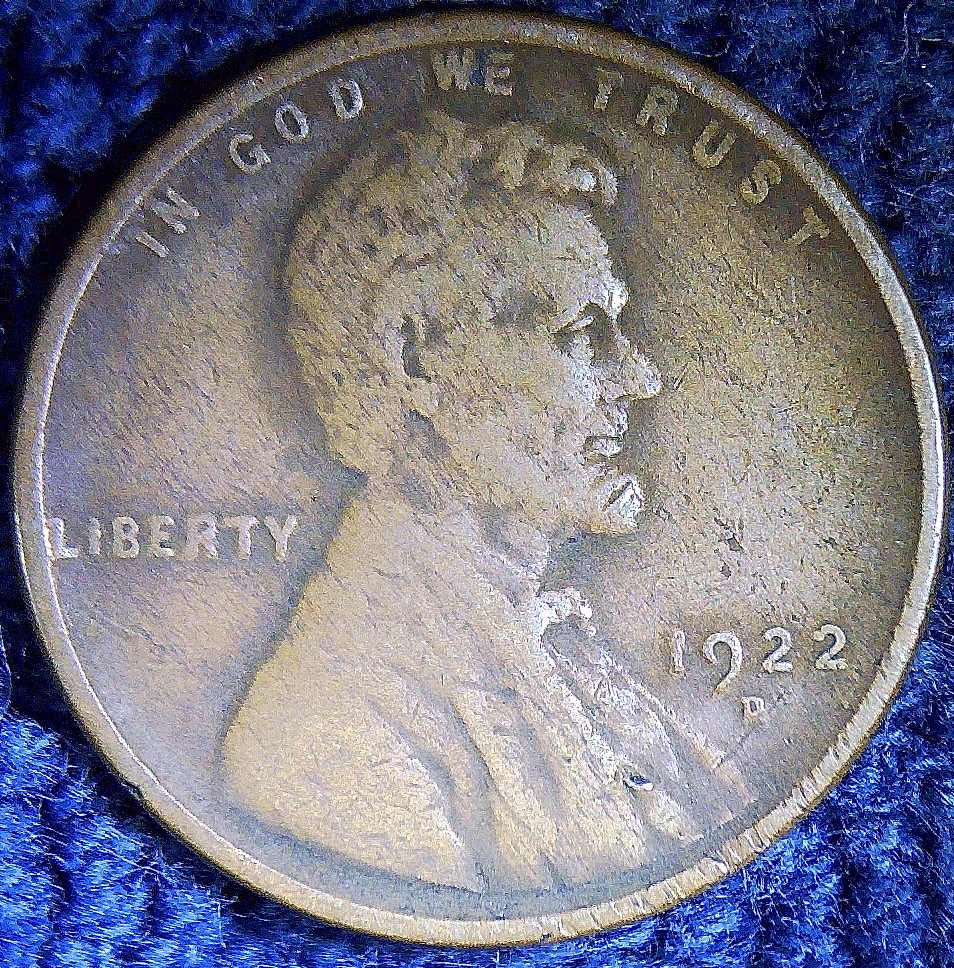 IN GOD WE TRUST
LIBERTY
1922
D